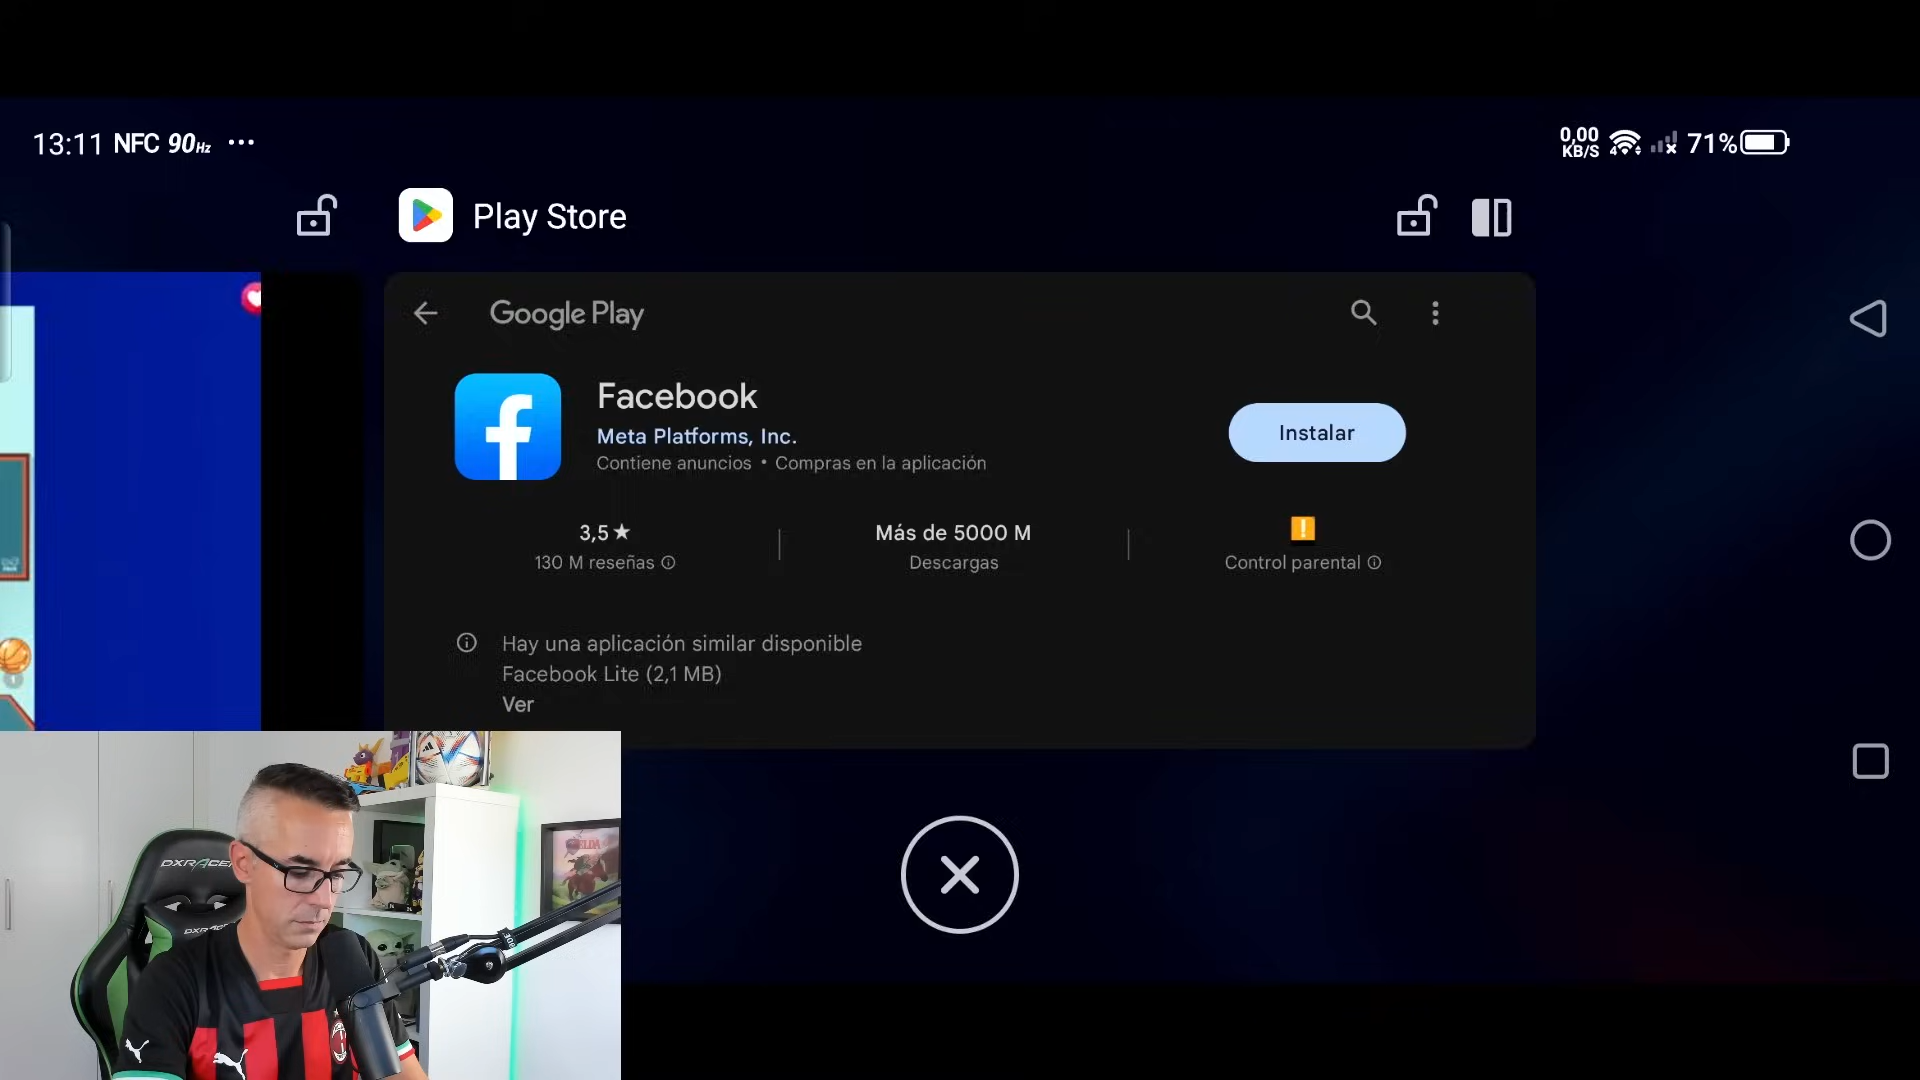 13:11 NFC 90Hz ...
0,00 KB/S 4 71%
Play Store
Google Play
Facebook
Meta Platforms, Inc.
Contiene anuncios • Compras en la aplicación
Instalar
3,5★
130 M reseñas
Más de 5000 M
Descargas
Control parental
Hay una aplicación similar disponible
Facebook Lite (2,1 MB)
Ver
DXRACER